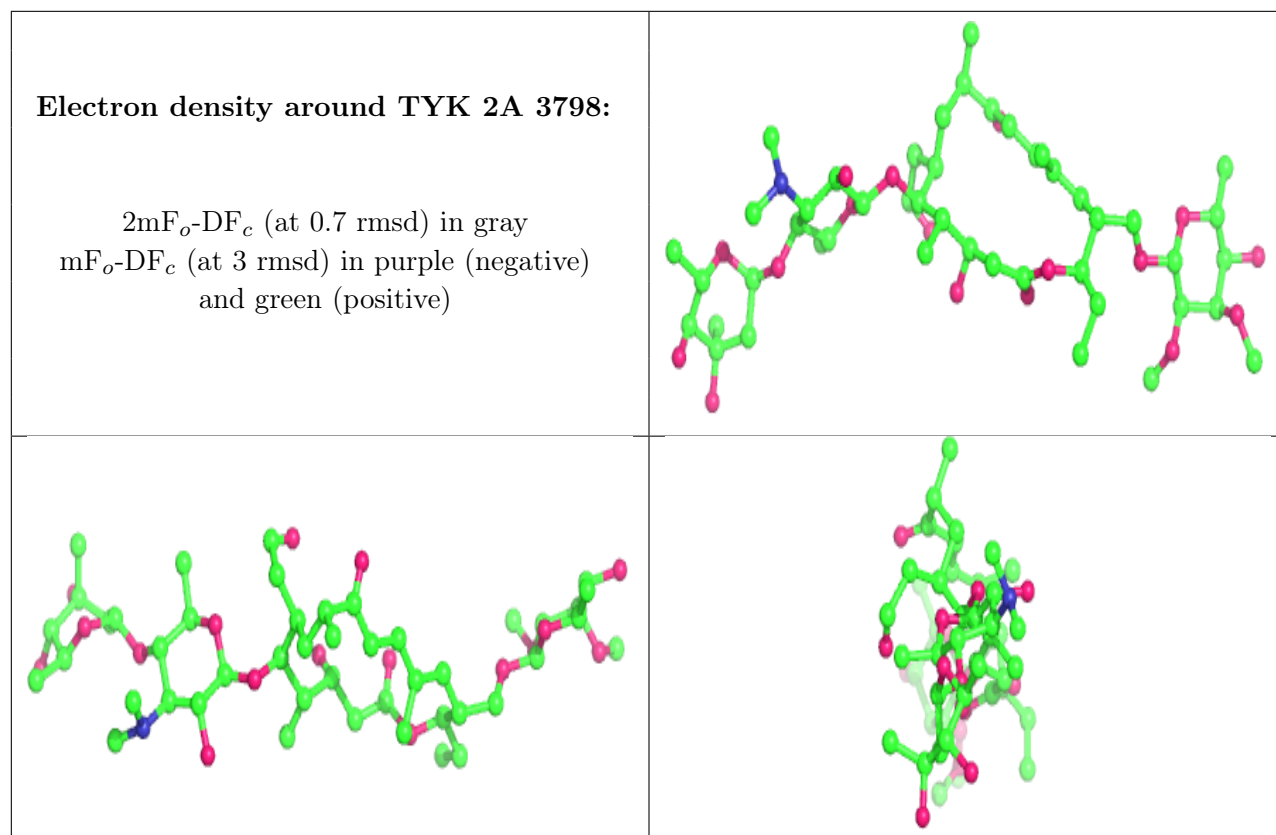 Electron density around TYK 2A 3798:
2mFₒ-DF𝒸 (at 0.7 rmsd) in gray
mFₒ-DF𝒸 (at 3 rmsd) in purple (negative)
and green (positive)